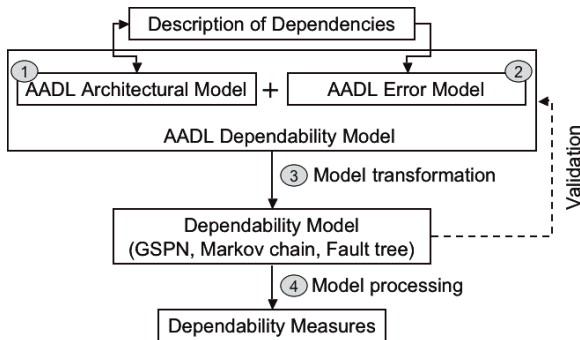 Description of Dependencies
1
2
AADL Architectural Model + AADL Error Model
AADL Dependability Model
3 Model transformation
Validation
Dependability Model
(GSPN, Markov chain, Fault tree)
4 Model processing
Dependability Measures